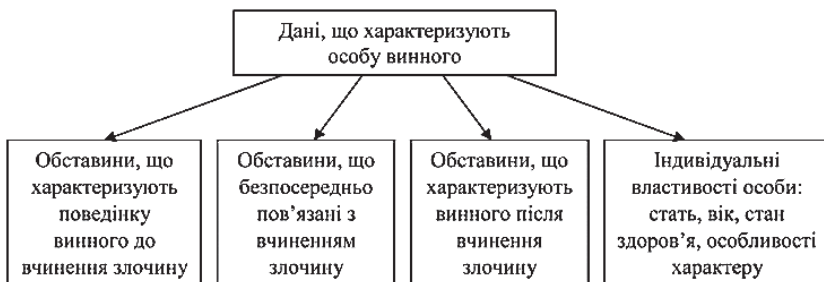 Дані, що характеризують
особу винного
Обставини, що
характеризують
поведінку
винного до
вчинення злочину
Обставини, що
безпосередньо
пов’язані з
вчиненням
злочину
Обставини, що
характеризують
винного після
вчинення
злочину
Індивідуальні
властивості особи:
стать, вік, стан
здоров’я, особливості
характеру